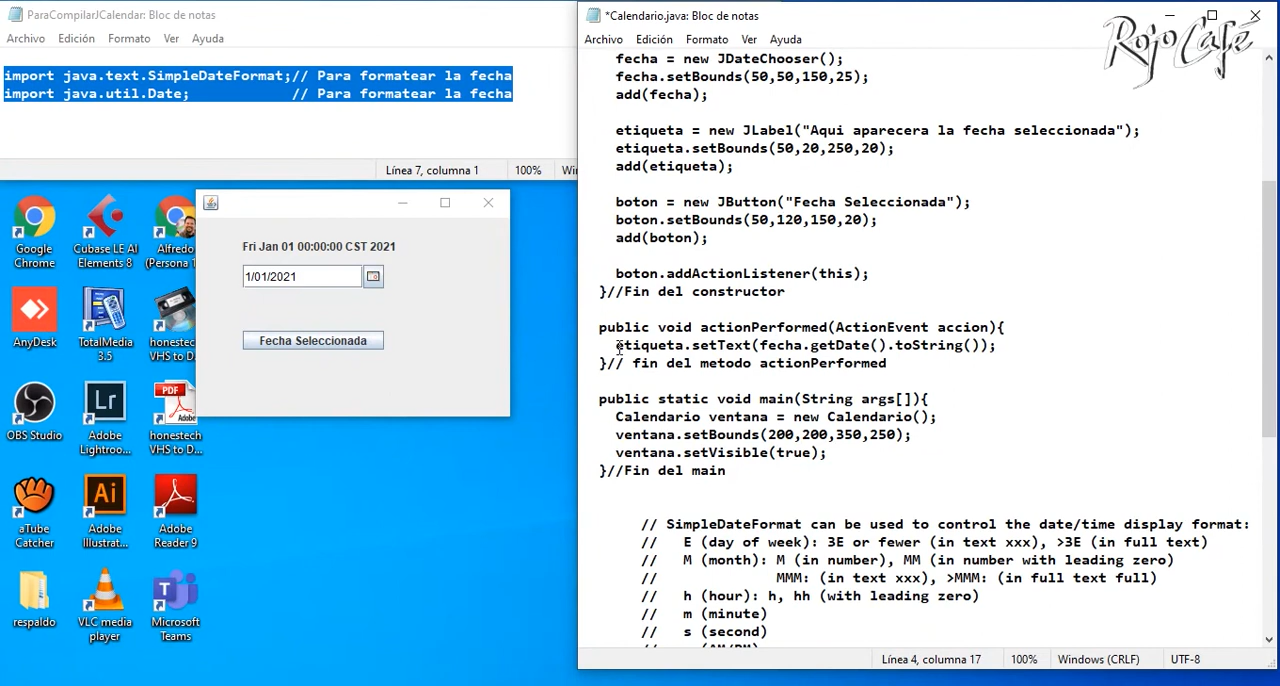 ParaCompilarJCalendar: Bloc de notas
Archivo Edición Formato Ver Ayuda
import java.text.SimpleDateFormat;// Para formatear la fecha
import java.util.Date; // Para formatear la fecha
Línea 7, columna 1 100% Wi
Google Chrome
Cubase LE AI Elements 8
Alfredo (Persona 1
AnyDesk
TotalMedia 3.5
honestec VHS to D...
OBS Studio
Adobe Lightroo...
honestec VHS to D...
aTube Catcher
Adobe Illustrat...
Adobe Reader 9
respaldo
VLC media player
Microsoft Teams
Fri Jan 01 00:00:00 CST 2021
1/01/2021
Fecha Seleccionada
*Calendario.java: Bloc de notas
Rojo Café
Archivo Edición Formato Ver Ayuda
fecha = new JDateChooser();
fecha.setBounds(50,50,150,25);
add(fecha);
etiqueta = new JLabel("Aqui aparecera la fecha seleccionada");
etiqueta.setBounds(50,20,250,20);
add(etiqueta);
boton = new JButton("Fecha Seleccionada");
boton.setBounds(50,120,150,20);
add(boton);
boton.addActionListener(this);
}//Fin del constructor
public void actionPerformed(ActionEvent accion){
etiqueta.setText(fecha.getDate().toString());
}// fin del metodo actionPerformed
public static void main(String args[]){
Calendario ventana = new Calendario();
ventana.setBounds(200,200,350,250);
ventana.setVisible(true);
}//Fin del main
// SimpleDateFormat can be used to control the date/time display format:
// E (day of week): 3E or fewer (in text xxx), >3E (in full text)
// M (month): M (in number), MM (in number with leading zero)
// MMM: (in text xxx), >MMM: (in full text full)
// h (hour): h, hh (with leading zero)
// m (minute)
// s (second)
Línea 4, columna 17 100% Windows (CRLF) UTF-8